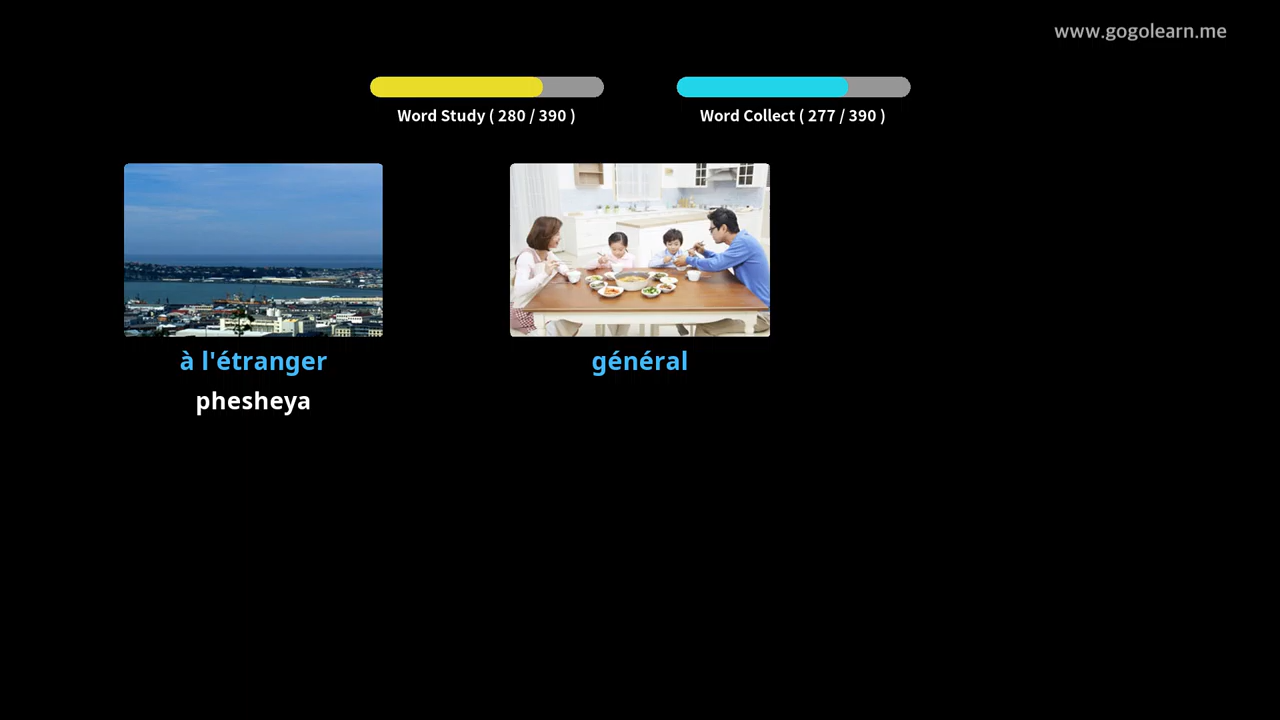 www.gogolearn.me
Word Study ( 280 / 390 )
Word Collect ( 277 / 390 )
à l'étranger
général
phesheya